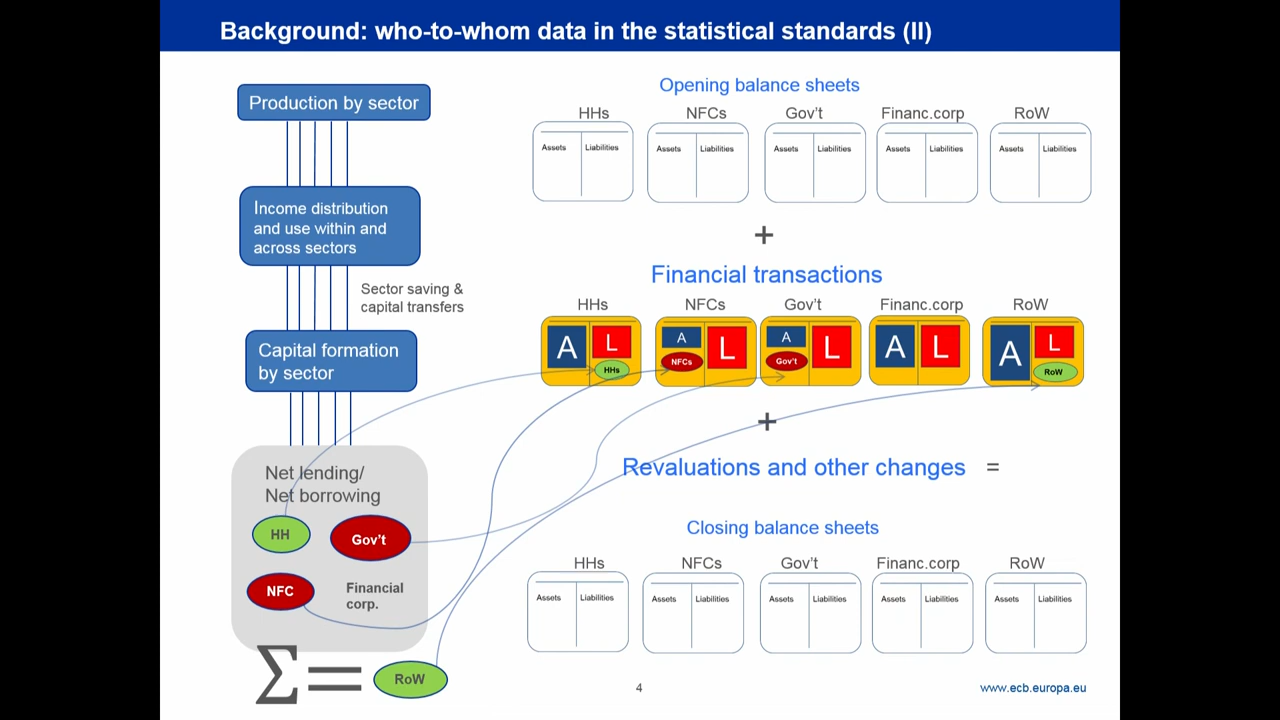 Background: who-to-whom data in the statistical standards (II)
Production by sector
Income distribution
and use within and
across sectors
Sector saving &
capital transfers
Capital formation
by sector
Net lending/
Net borrowing
HH
Gov't
NFC
Financial
corp.
Σ =
RoW
Opening balance sheets
HHs NFCs Gov't Financ.corp RoW
Assets Liabilities Assets Liabilities Assets Liabilities Assets Liabilities Assets Liabilities
+
Financial transactions
HHs NFCs Gov't Financ.corp RoW
A L A L A L A L A L
HHs NFCs Gov't RoW
+
Revaluations and other changes =
Closing balance sheets
HHs NFCs Gov't Financ.corp RoW
Assets Liabilities Assets Liabilities Assets Liabilities Assets Liabilities Assets Liabilities
4
www.ecb.europa.eu